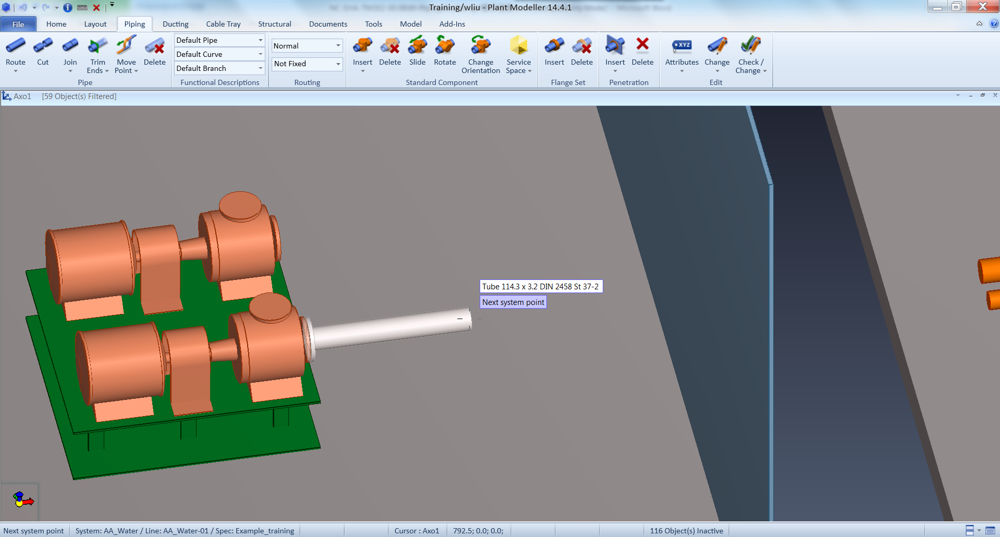 Training/wliu - Plant Modeller 14.4.1
File Home Layout Piping Ducting Cable Tray Structural Documents Tools Model Add-Ins
Route Cut Join Trim Ends Move Point Delete
Pipe
Default Pipe
Default Curve
Default Branch
Functional Descriptions
Normal
Not Fixed
Routing
Insert Delete Slide Rotate Change Orientation Service Space
Standard Component
Insert Delete
Flange Set
Insert Delete
Penetration
XYZ
Attributes Change Check / Change
Edit
Axo1 [59 Object(s) Filtered]
Tube 114.3 x 3.2 DIN 2458 St 37-2
Next system point
Next system point System: AA_Water / Line: AA_Water-01 / Spec: Example_training Cursor : Axo1 792.5; 0.0; 0.0; 116 Object(s) Inactive